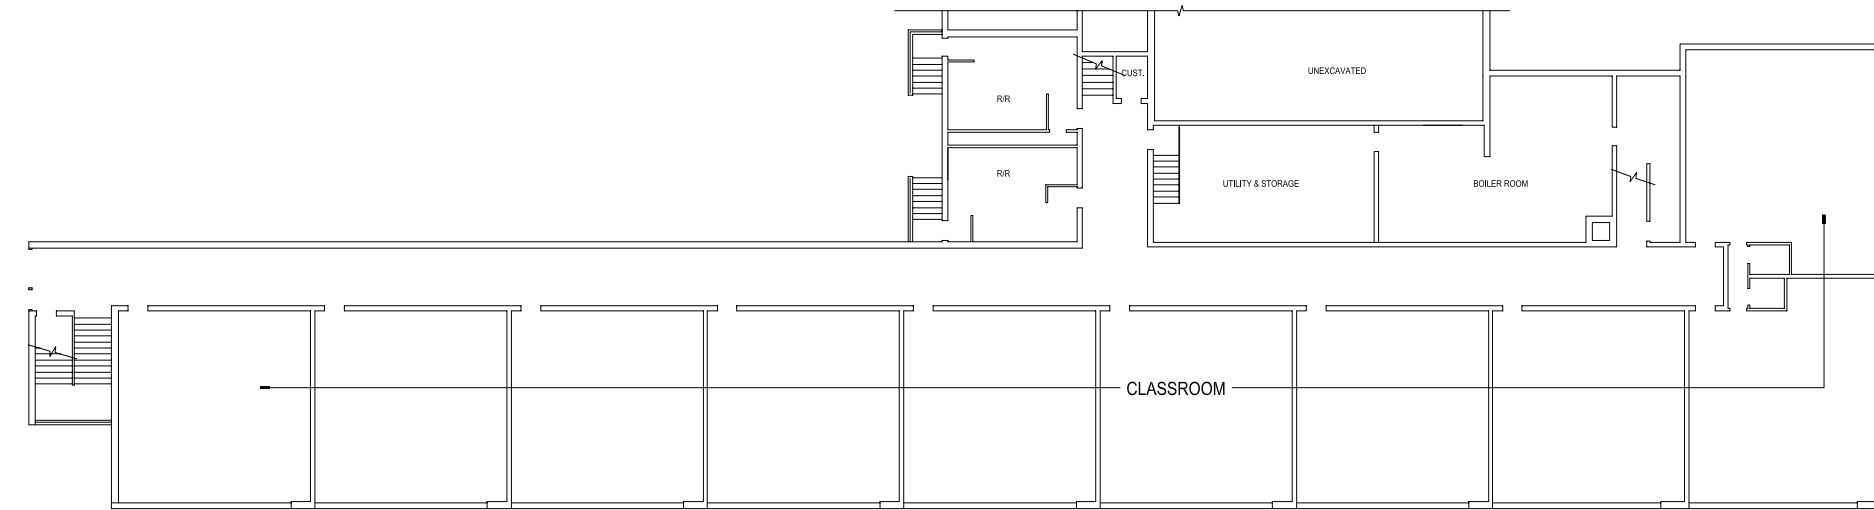 UNEXCAVATED
CUST.
R/R
R/R
UTILITY & STORAGE
BOILER ROOM
CLASSROOM